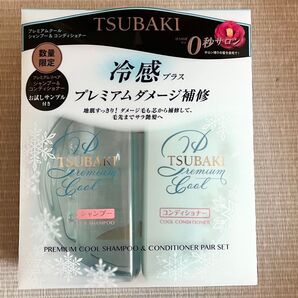 プレミアムクール
シャンプー & コンディショナー
TSUBAKI
0秒サロン
数量
限定
プレミアムリペア
シャンプー&
コンディショナー
お試しサンプル
付き
冷感プラス
プレミアムダメージ補修
地肌すっきり!ダメージ毛も芯から補修して、
毛先までサラ艶髪へ
TSUBAKI
Premium
Cool
シャンプー
TSUBAKI
Premium
Cool
コンディショナー
COOL CONDITIONER
PREMIUM COOL SHAMPOO & CONDITIONER PAIR SET